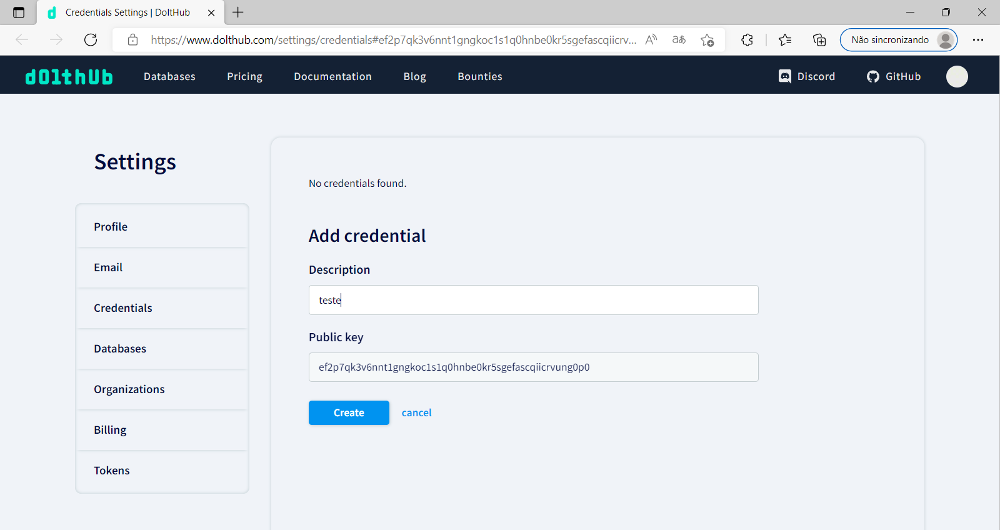 Credentials Settings | DoltHub
https://www.dolthub.com/settings/credentials#ef2p7qk3v6nnt1gngkoc1s1q0hnbe0kr5sgefascqiicrv...
Não sincronizando
dolthub
Databases
Pricing
Documentation
Blog
Bounties
Discord
GitHub
Settings
Profile
Email
Credentials
Databases
Organizations
Billing
Tokens
No credentials found.
Add credential
Description
teste
Public key
ef2p7qk3v6nnt1gngkoc1s1q0hnbe0kr5sgefascqiicrvung0p0
Create
cancel